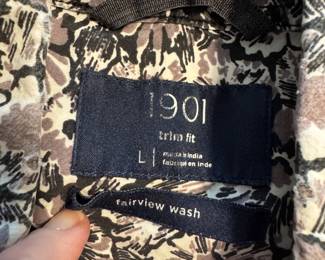 1901
trim fit
L
made in india
fabriqué en inde
fairview wash